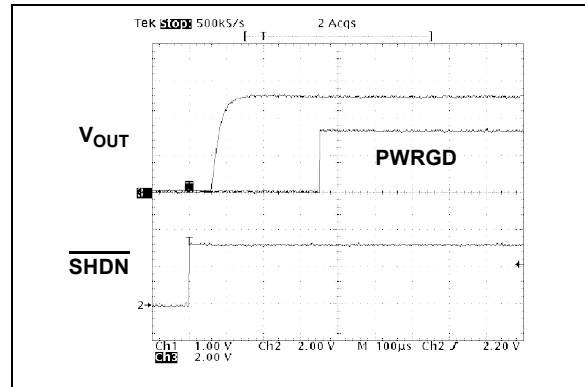 Tek Stop: 500kS/s 2 Acqs
[ T ]
VOUT
PWRGD
SHDN
2→
Ch1 1.00 V Ch2 2.00 V M 100µs Ch2 ƒ 2.20 V
Ch3 2.00 V